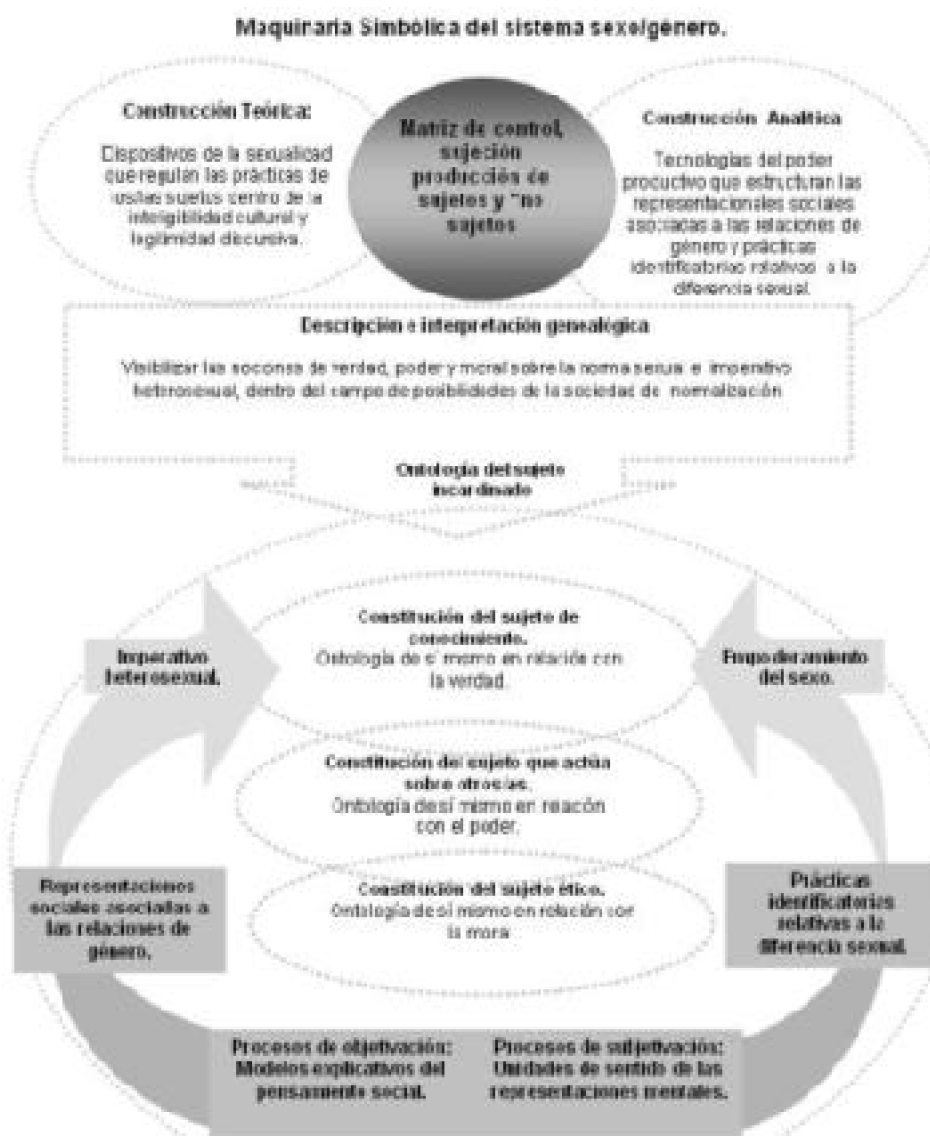 Maquinaria Simbólica del sistema sexo/género.
Construcción Teórica:
Dispositivos de la sexualidad
que regulan las prácticas de
los/las sujetos centro de la
inteligibilidad cultural y
legitimidad discursiva.
Matriz de control,
sujeción
producción de
sujetos y "no
sujetos
Construcción Analítica
Tecnologías del poder
productivo que estructuran las
representacionales sociales
asociadas a las relaciones de
género y prácticas
identificatorias relativas a la
diferencia sexual
Descripción e interpretación genealógica
Visibilizar las nociones de verdad, poder y moral sobre la norma sexual e imperativo
heterosexual, dentro del campo de posibilidades de la sociedad de normalización
Ontología del sujeto
incardinado
Constitución del sujeto de
conocimiento.
Ontología de sí mismo en relación con
la verdad.
Imperativo
heterosexual.
Empoderamiento
del sexo.
Constitución del sujeto que actúa
sobre otros/as.
Ontología de sí mismo en relación
con el poder.
Constitución del sujeto ético.
Ontología de sí mismo en relación con
la moral
Representaciones
sociales asociadas a
las relaciones de
género.
Prácticas
identificatorias
relativas a la
diferencia sexual.
Procesos de objetivación:
Modelos explicativos del
pensamiento social.
Procesos de subjetivación:
Unidades de sentido de las
representaciones mentales.